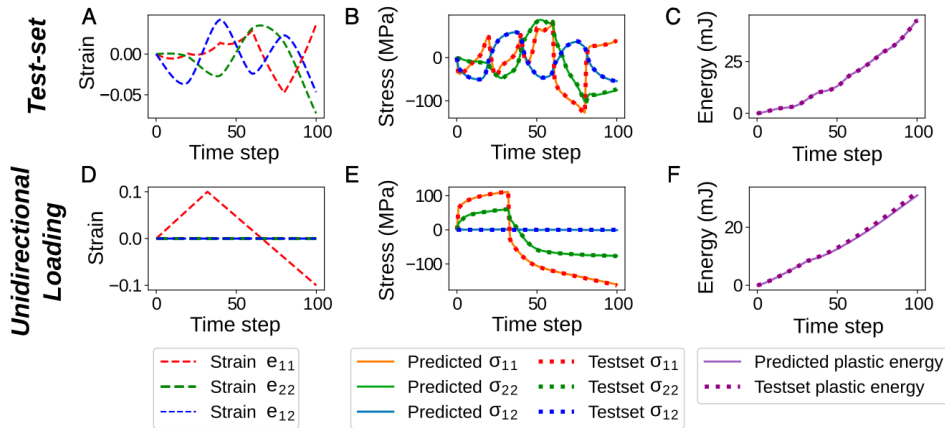 A
B
C
Test-set
Strain
0.00
−0.05
0
50
100
Time step
Stress (MPa)
0
−100
0
50
100
Time step
Energy (mJ)
25
0
0
50
100
Time step
D
E
F
Unidirectional
Loading
Strain
0.1
0.0
−0.1
0
50
100
Time step
Stress (MPa)
100
0
−100
0
50
100
Time step
Energy (mJ)
20
0
0
50
100
Time step
Strain e₁₁
Strain e₂₂
Strain e₁₂
Predicted σ₁₁
Predicted σ₂₂
Predicted σ₁₂
Testset σ₁₁
Testset σ₂₂
Testset σ₁₂
Predicted plastic energy
Testset plastic energy